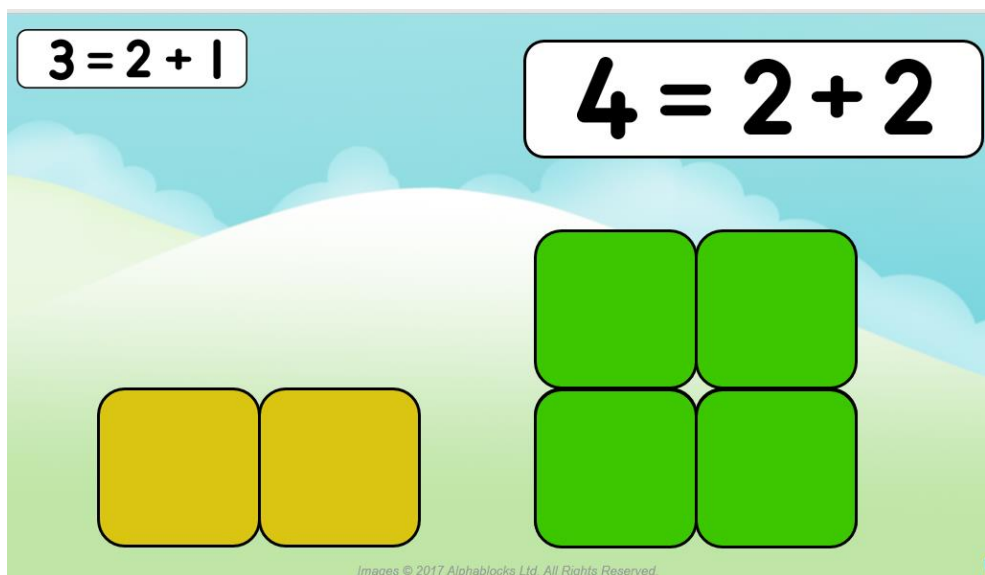 3 = 2 + 1
4 = 2 + 2
Images © 2017 Alphablocks Ltd. All Rights Reserved.